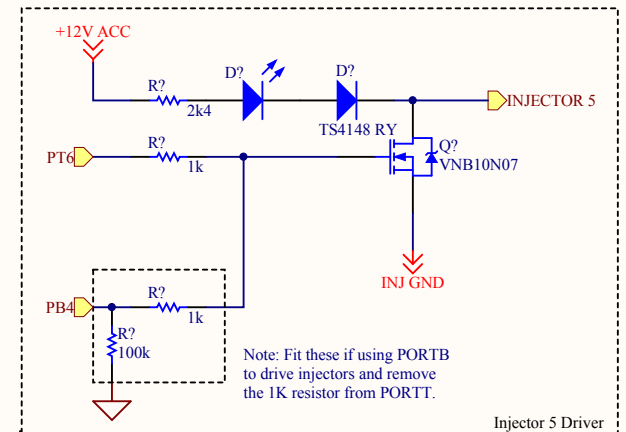 +12V ACC
R?
2k4
D?
D?
TS4148 RY
INJECTOR 5
PT6
R?
1k
Q?
VNB10N07
INJ GND
PB4
R?
1k
R?
100k
Note: Fit these if using PORTB
to drive injectors and remove
the 1K resistor from PORTT.
Injector 5 Driver